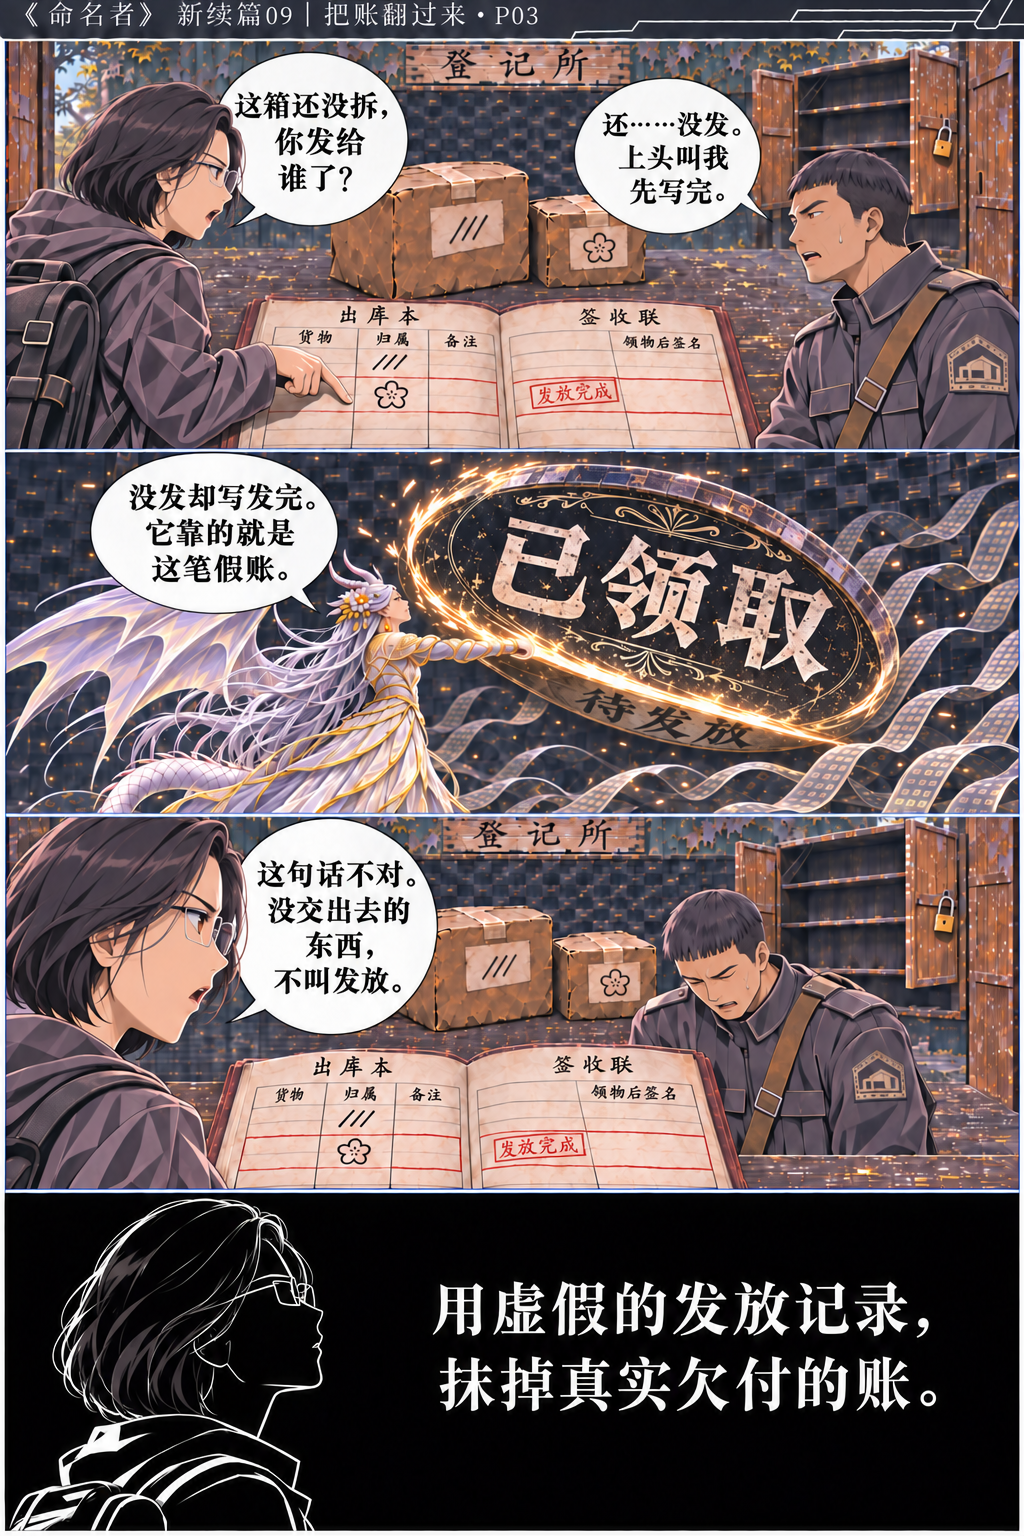 《命名者》 新续篇09｜把账翻过来·P03
登记所
这箱还没拆，
你发给
谁了？
还……没发。
上头叫我
先写完。
出库本
货物 归属 备注
签收联
领物后签名
发放完成
没发却写发完。
它靠的就是
这笔假账。
已领取
待发放
登记所
这句话不对。
没交出去的
东西，
不叫发放。
出库本
货物 归属 备注
签收联
领物后签名
发放完成
用虚假的发放记录，
抹掉真实欠付的账。